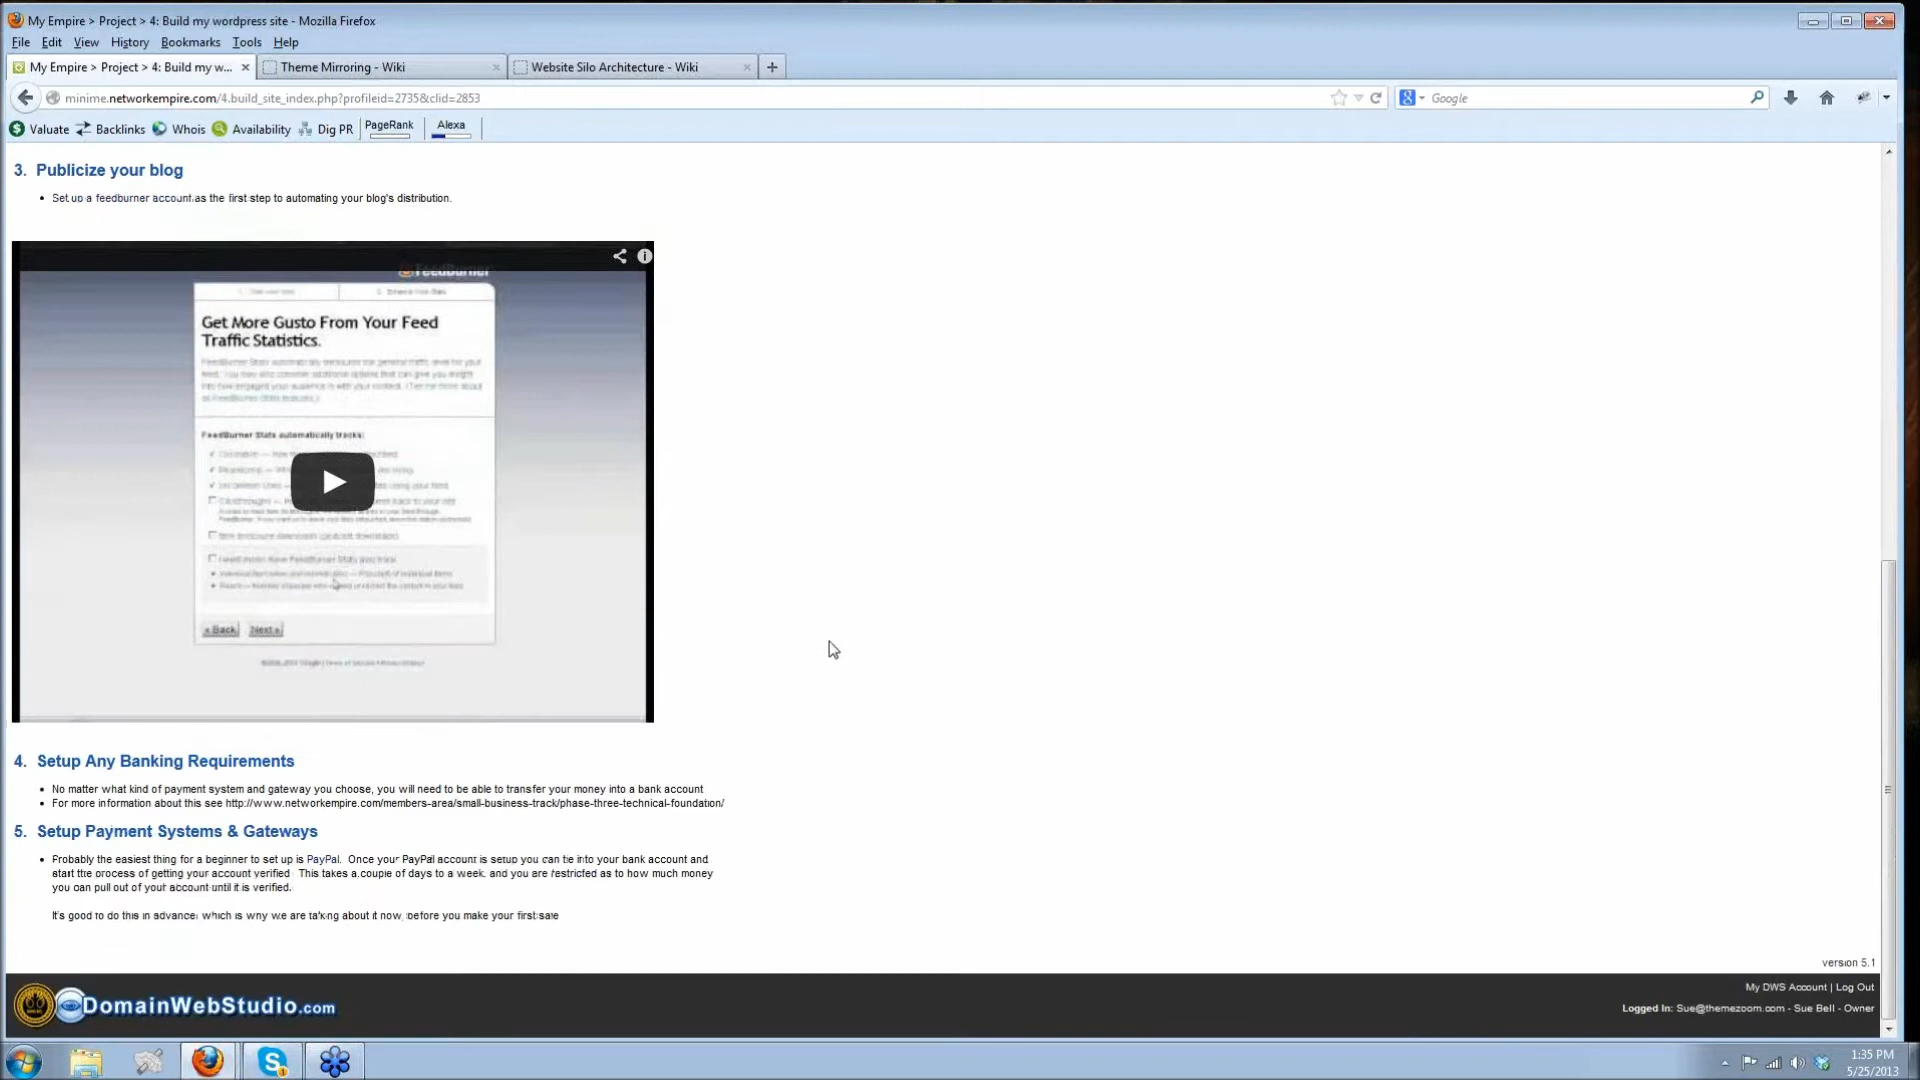 My Empire > Project > 4: Build my wordpress site - Mozilla Firefox
File Edit View History Bookmarks Tools Help
My Empire > Project > 4: Build my w... Theme Mirroring - Wiki Website Silo Architecture - Wiki
minime.networkempire.com/4.build_site_index.php?profileid=2735&clid=2853 Google
Valuate Backlinks Whois Availability Dig PR PageRank Alexa
3. Publicize your blog
• Set up a feedburner account as the first step to automating your blog's distribution.
FeedBurner
Get More Gusto From Your Feed
Traffic Statistics.
FeedBurner Stats automatically tracks:
« Back Next »
4. Setup Any Banking Requirements
• No matter what kind of payment system and gateway you choose, you will need to be able to transfer your money into a bank account
• For more information about this see http://www.networkempire.com/members-area/small-business-track/phase-three-technical-foundation/
5. Setup Payment Systems & Gateways
• Probably the easiest thing for a beginner to set up is PayPal. Once your PayPal account is setup you can tie into your bank account and
start the process of getting your account verified This takes a couple of days to a week. and you are restricted as to how much money
you can pull out of your account until it is verified.
It's good to do this in advance, which is why we are talking about it now, before you make your first sale
version 5.1
My DWS Account | Log Out
DomainWebStudio.com
Logged In: Sue@themezoom.com - Sue Bell - Owner
1:35 PM
5/25/2013